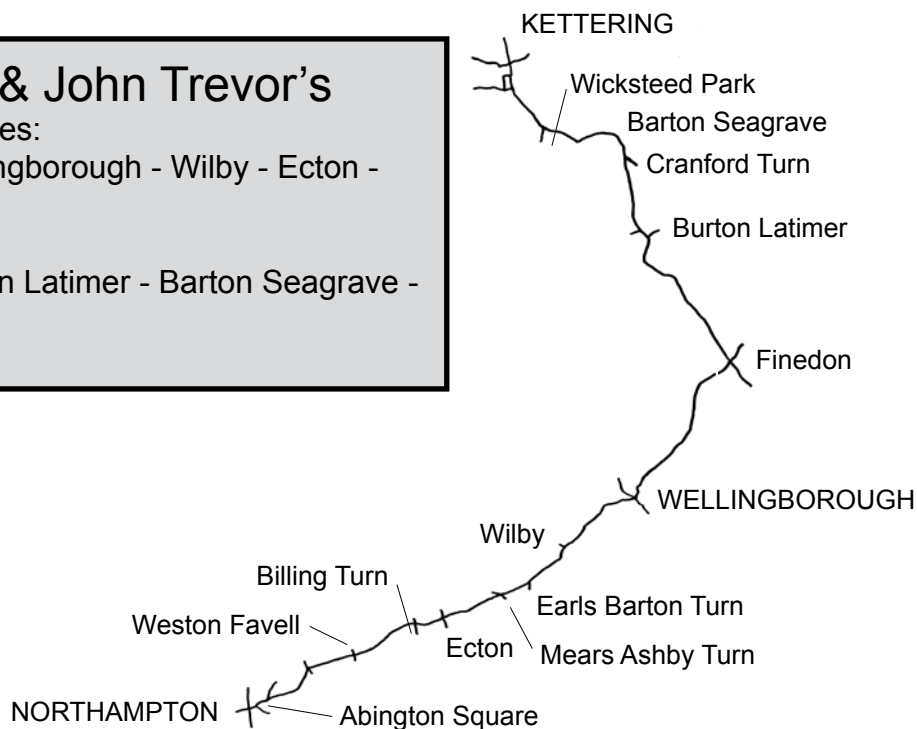 & John Trevor's
es:
ngborough - Wilby - Ecton -
n Latimer - Barton Seagrave -
KETTERING
Wicksteed Park
Barton Seagrave
Cranford Turn
Burton Latimer
Finedon
WELLINGBOROUGH
Wilby
Billing Turn
Earls Barton Turn
Weston Favell
Ecton
Mears Ashby Turn
NORTHAMPTON
Abington Square